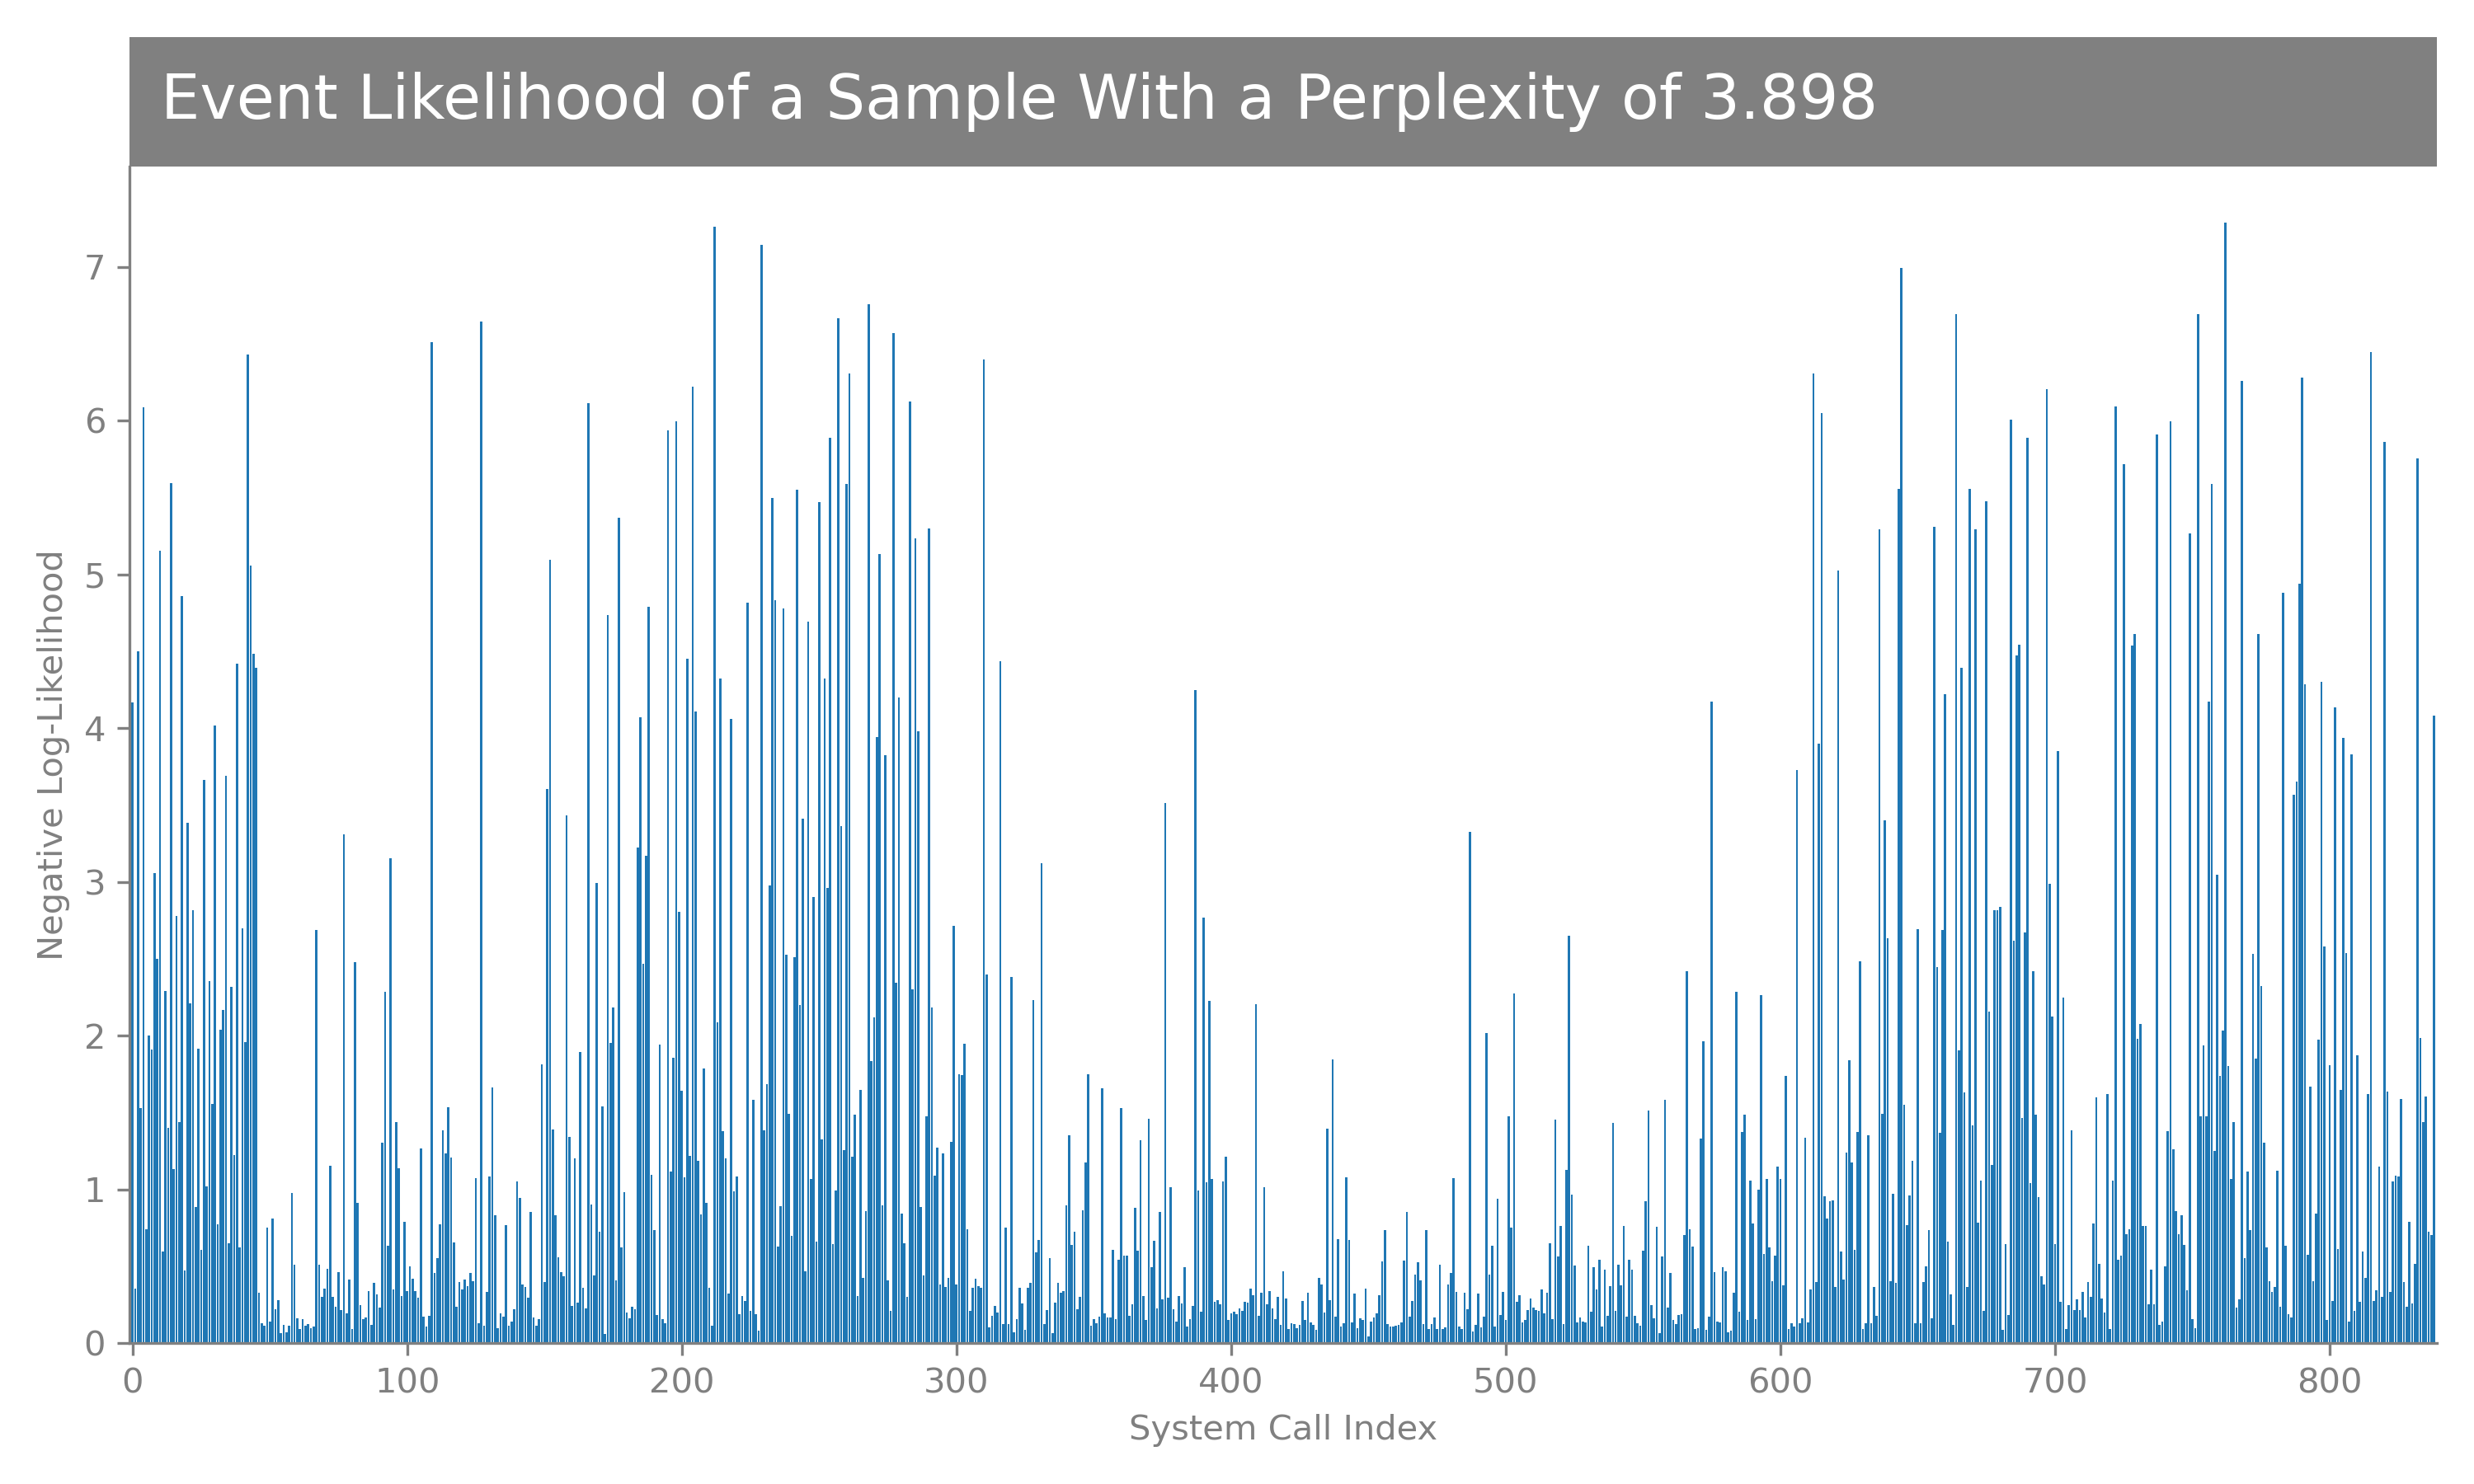 Event Likelihood of a Sample With a Perplexity of 3.898
Negative Log-Likelihood
7
6
5
4
3
2
1
0
0 100 200 300 400 500 600 700 800
System Call Index